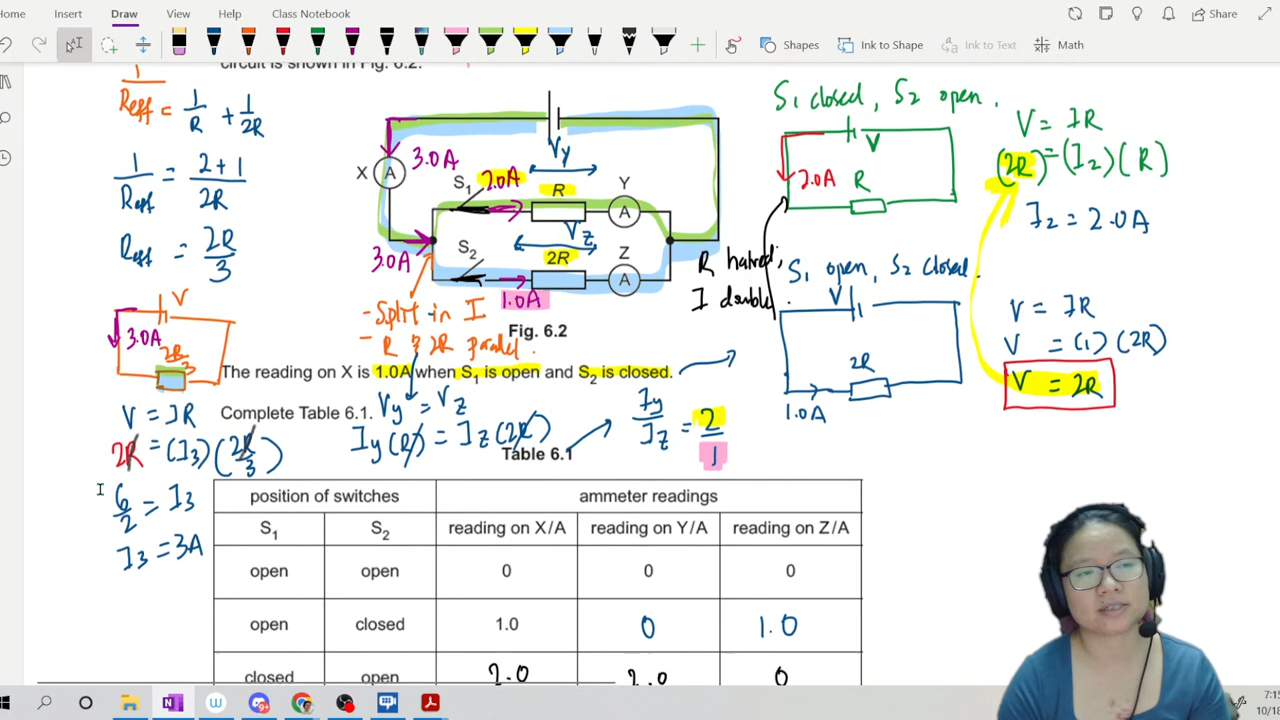 Home Insert Draw View Help Class Notebook Share
Shapes Ink to Shape Ink to Text Math
circuit is shown in Fig. 6.2.
1/Reff = 1/R + 1/2R
1/Reff = 2+1/2R
Reff = 2R/3
V
3.0A
2R/3
V = IR
2R = (I3)(2R/3)
6/2 = I3
I3 = 3A
X A 3.0A
Vy
S1 2.0A R Y A
Vz
3.0A S2 2R Z A
1.0A
Fig. 6.2
- Split in I
- R & 2R parallel.
R halved;
I double.
S1 closed, S2 open.
V
2.0A R
V = IR
(2R) = (I2)(R)
I2 = 2.0A
S1 open, S2 closed.
V
2R
1.0A
V = IR
V = (1)(2R)
V = 2R
The reading on X is 1.0A when S1 is open and S2 is closed.
Complete Table 6.1.
Vy = Vz
Iy(R) = Iz(2R)
Iy/Iz = 2/1
Table 6.1
position of switches ammeter readings
S1 S2 reading on X/A reading on Y/A reading on Z/A
open open 0 0 0
open closed 1.0 0 1.0
closed open 2.0 2.0 0
7:15
10/18